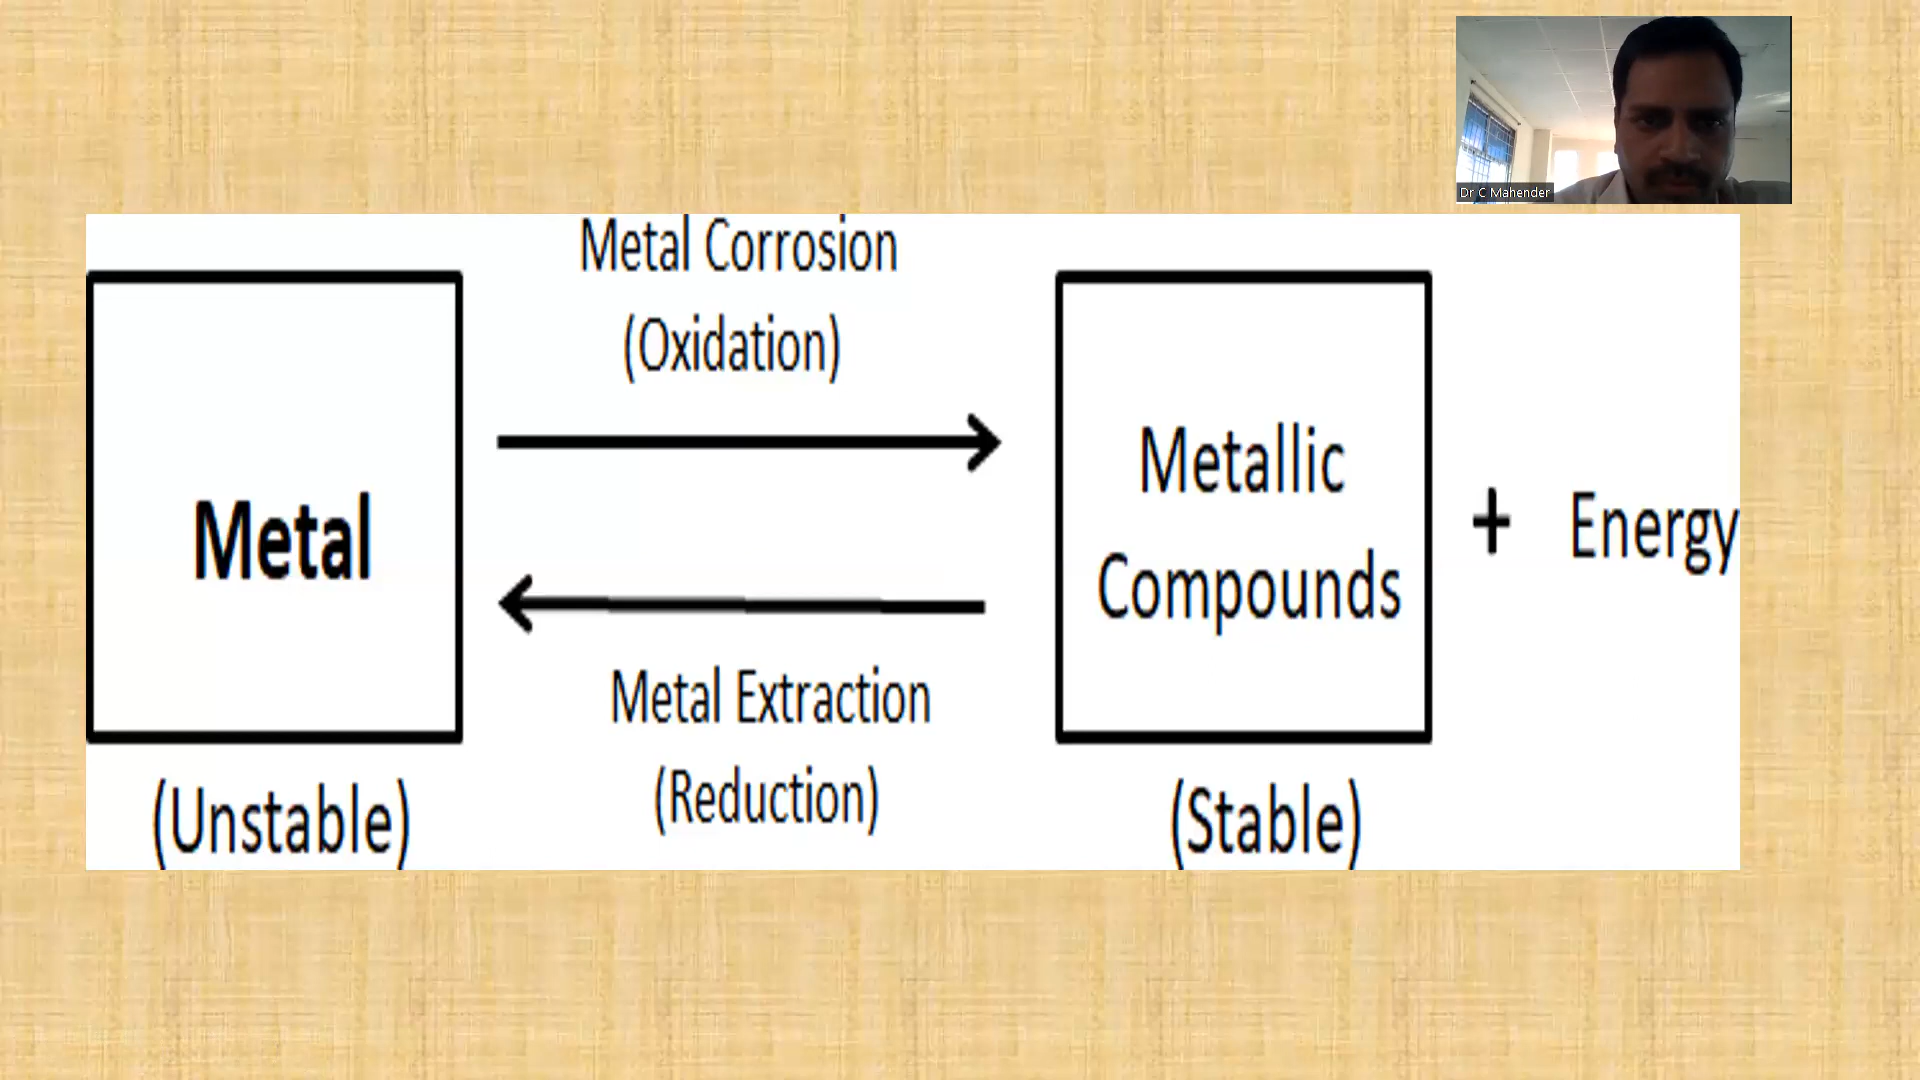 Dr C Mahender
Metal Corrosion
(Oxidation)
Metal
Metallic
Compounds
+ Energy
Metal Extraction
(Reduction)
(Unstable)
(Stable)